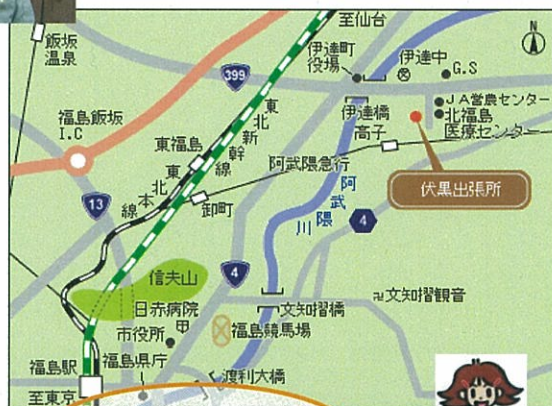 至仙台
飯坂
温泉
伊達町
役場
伊達中
G.S
N
399
JA営農センター
北福島
医療センター
福島飯坂
I.C
伊達橋
高子
東北新幹線
東福島
東北本線
阿武隈急行
伏黒出張所
卸町
阿武隈川
13
4
信夫山
4
日赤病院
文知摺橋
卍文知摺観音
市役所
福島競馬場
福島駅
福島県庁
渡利大橋
至東京